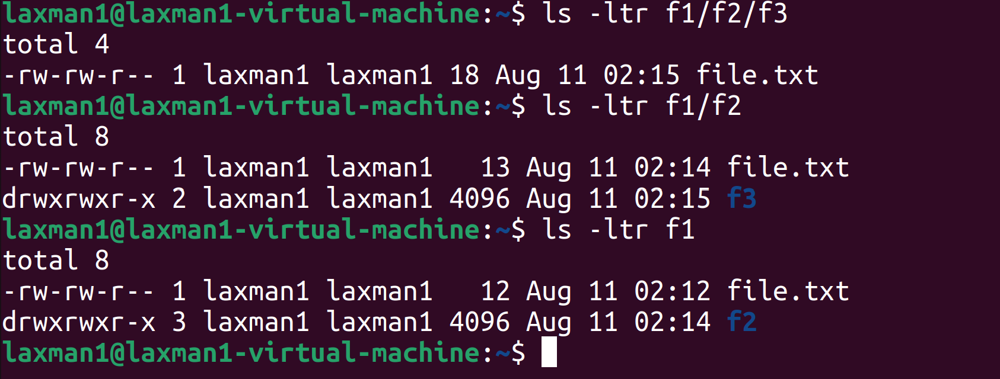 laxman1@laxman1-virtual-machine:~$ ls -ltr f1/f2/f3
total 4
-rw-rw-r-- 1 laxman1 laxman1 18 Aug 11 02:15 file.txt
laxman1@laxman1-virtual-machine:~$ ls -ltr f1/f2
total 8
-rw-rw-r-- 1 laxman1 laxman1   13 Aug 11 02:14 file.txt
drwxrwxr-x 2 laxman1 laxman1 4096 Aug 11 02:15 f3
laxman1@laxman1-virtual-machine:~$ ls -ltr f1
total 8
-rw-rw-r-- 1 laxman1 laxman1   12 Aug 11 02:12 file.txt
drwxrwxr-x 3 laxman1 laxman1 4096 Aug 11 02:14 f2
laxman1@laxman1-virtual-machine:~$